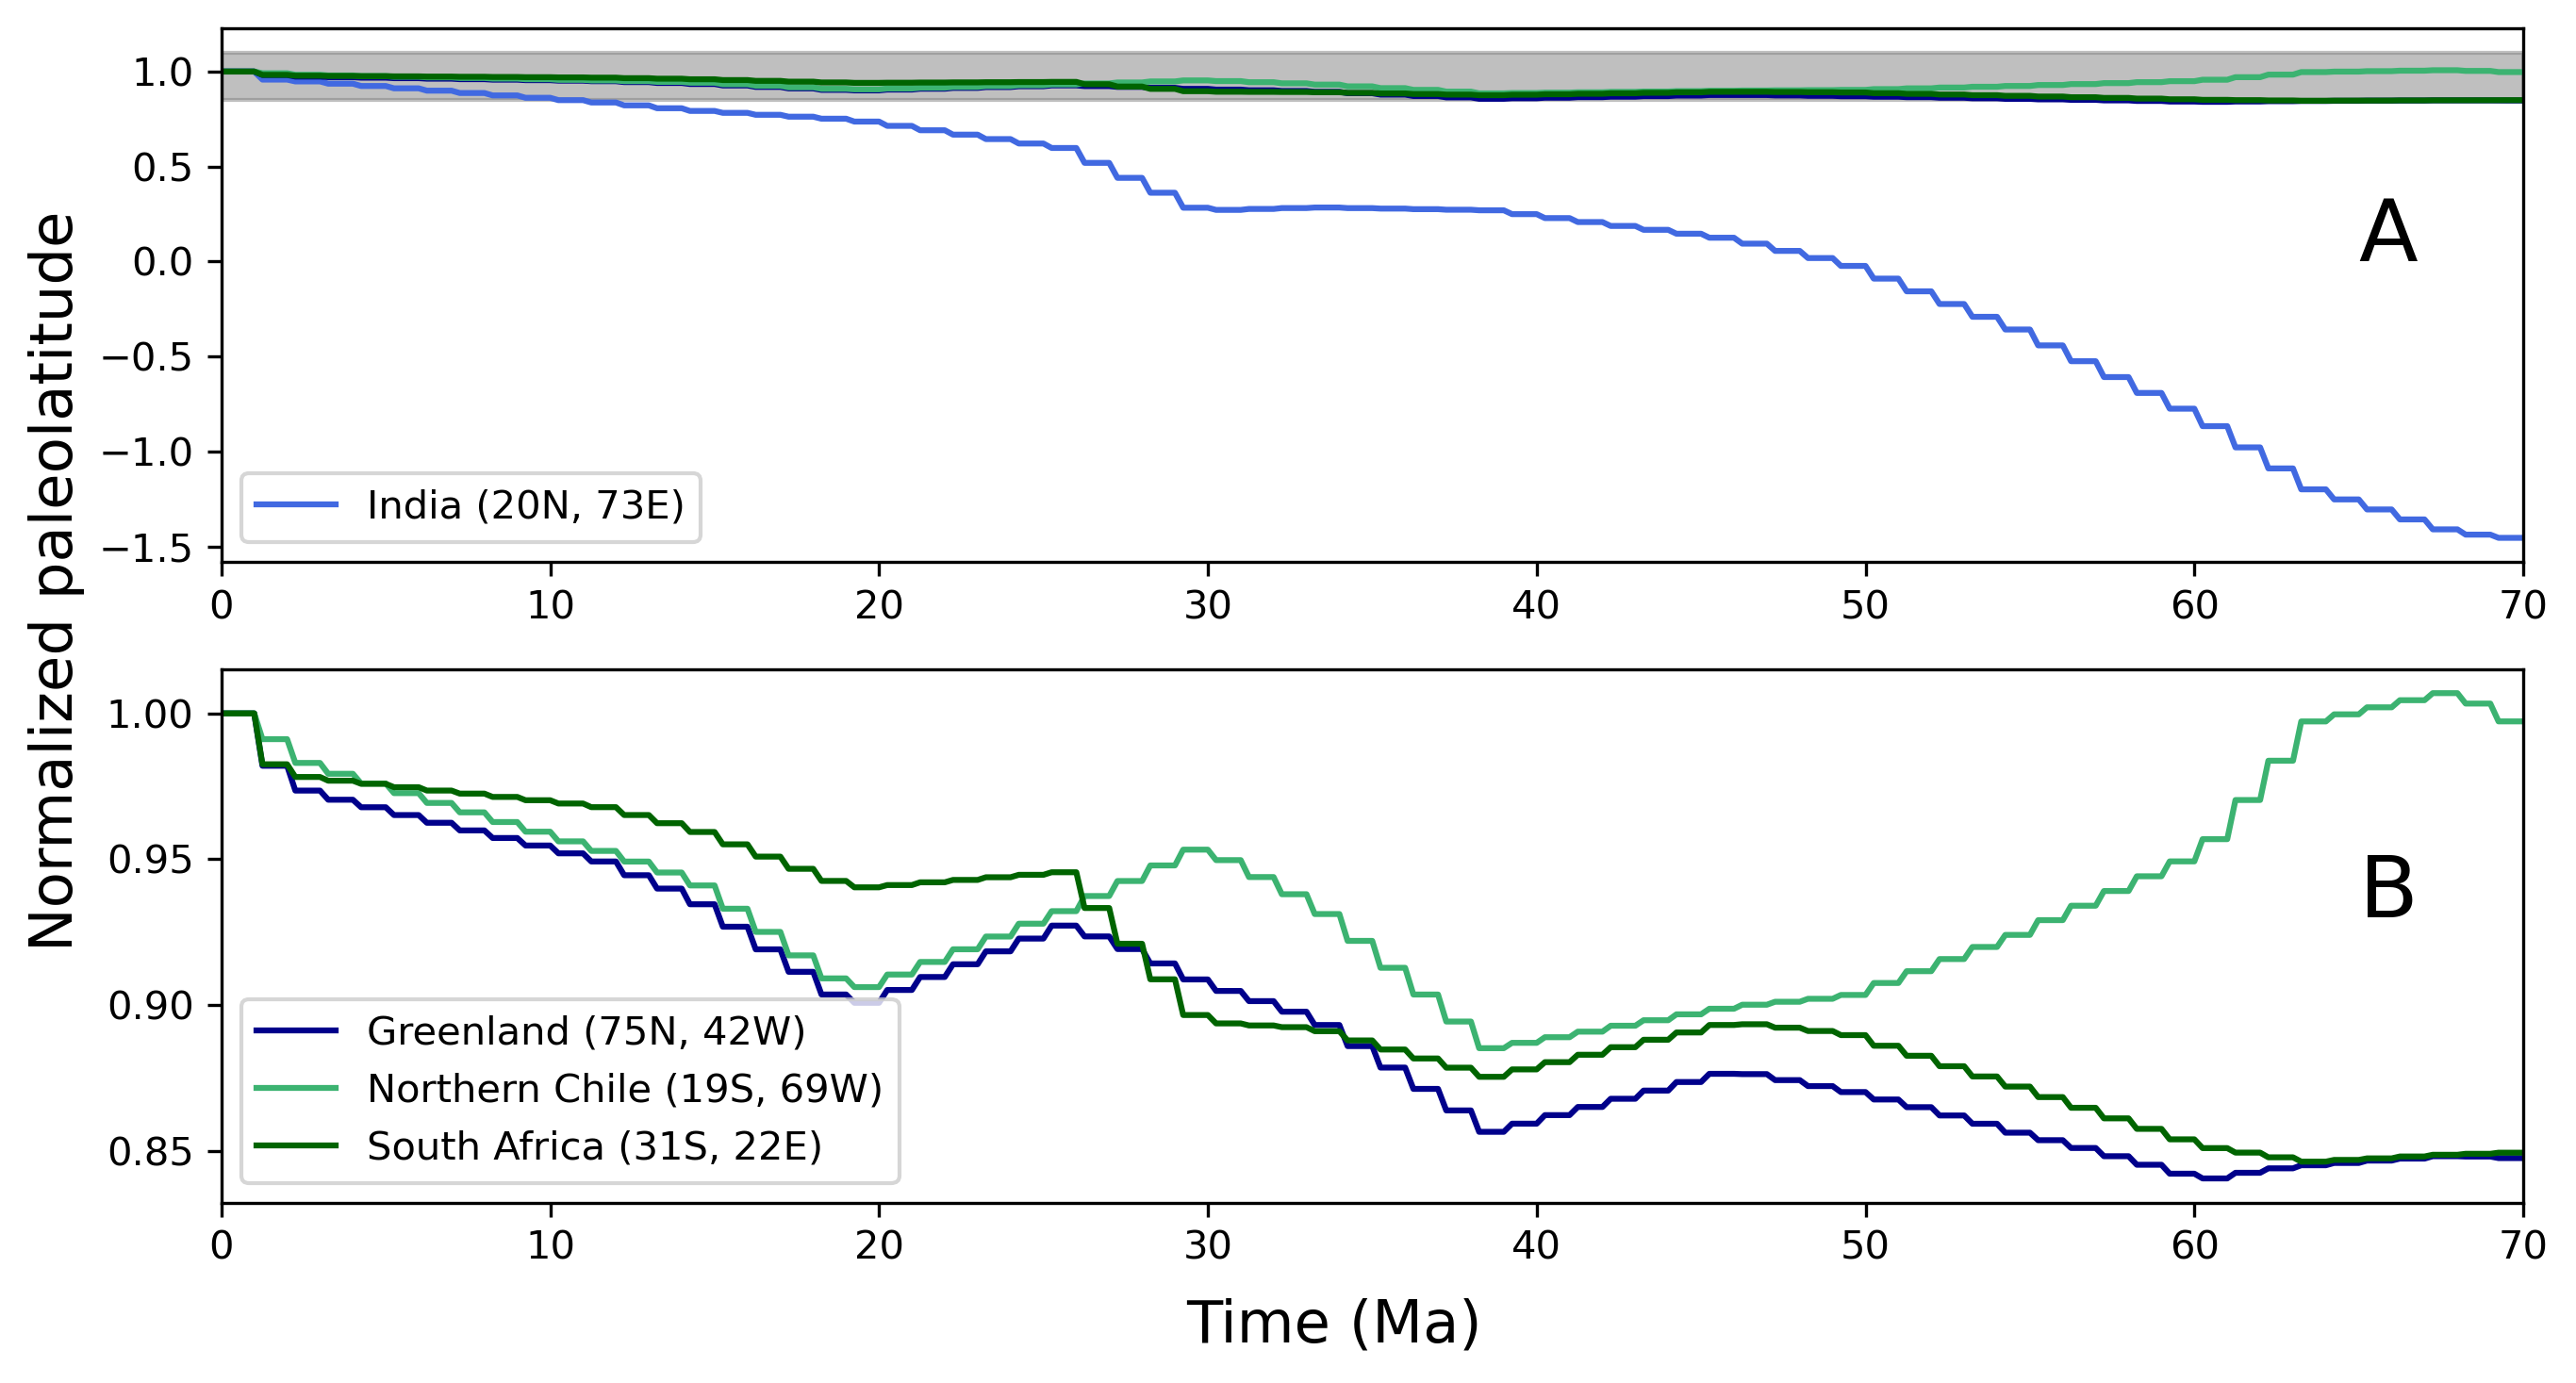 Normalized paleolatitude
1.0
0.5
0.0
−0.5
−1.0
−1.5
A
India (20N, 73E)
0 10 20 30 40 50 60 70
1.00
0.95
0.90
0.85
B
Greenland (75N, 42W)
Northern Chile (19S, 69W)
South Africa (31S, 22E)
0 10 20 30 40 50 60 70
Time (Ma)